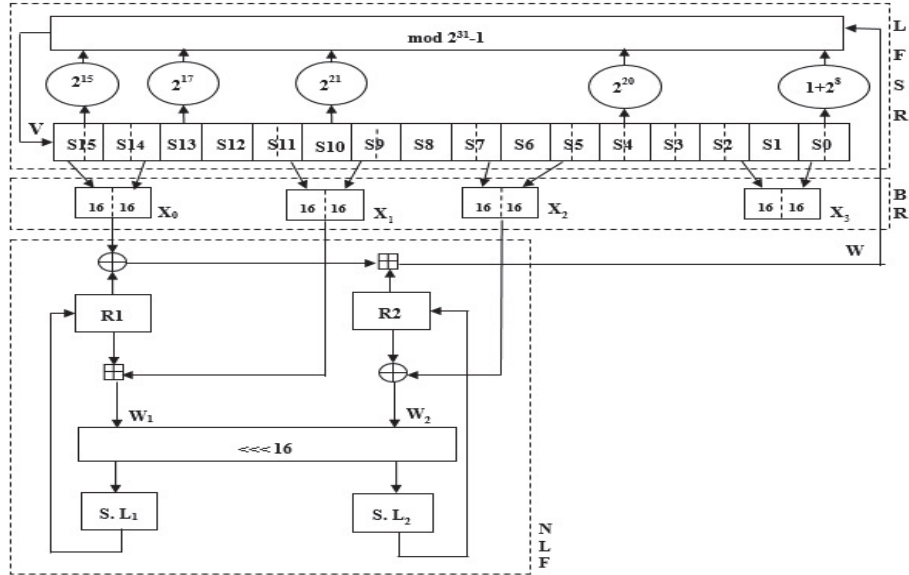 mod 2³¹-1
L
F
S
R
2¹⁵ 2¹⁷ 2²¹ 2²⁰ 1+2⁸
V
S15 S14 S13 S12 S11 S10 S9 S8 S7 S6 S5 S4 S3 S2 S1 S0
16 16 X₀ 16 16 X₁ 16 16 X₂ 16 16 X₃
B
R
W
R1 R2
W₁ W₂
<<< 16
S. L₁ S. L₂
N
L
F